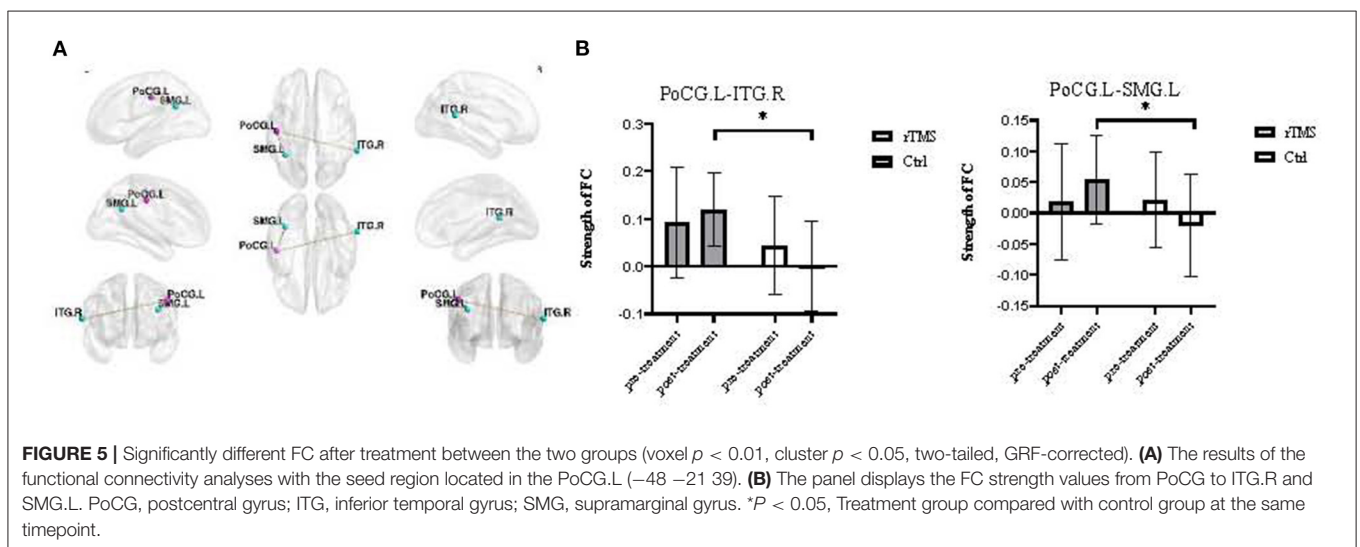 A
PoCG.L
SMG.L
PoCG.L
SMG.L
ITG.R
ITG.R
PoCG.L
SMG.L
SMG.L
PoCG.L
ITG.R
ITG.R
ITG.R
PoCG.L
SMG.L
PoCG.L
SMG.L
ITG.R
B
PoCG.L-ITG.R
*
Strength of FC
0.3
0.2
0.1
0.0
-0.1
pre-treatment
post-treatment
pre-treatment
post-treatment
rTMS
Ctrl
PoCG.L-SMG.L
*
Strength of FC
0.15
0.10
0.05
0.00
-0.05
-0.10
-0.15
pre-treatment
post-treatment
pre-treatment
post-treatment
rTMS
Ctrl
FIGURE 5 | Significantly different FC after treatment between the two groups (voxel p < 0.01, cluster p < 0.05, two-tailed, GRF-corrected). (A) The results of the
functional connectivity analyses with the seed region located in the PoCG.L (−48 −21 39). (B) The panel displays the FC strength values from PoCG to ITG.R and
SMG.L. PoCG, postcentral gyrus; ITG, inferior temporal gyrus; SMG, supramarginal gyrus. *P < 0.05, Treatment group compared with control group at the same
timepoint.